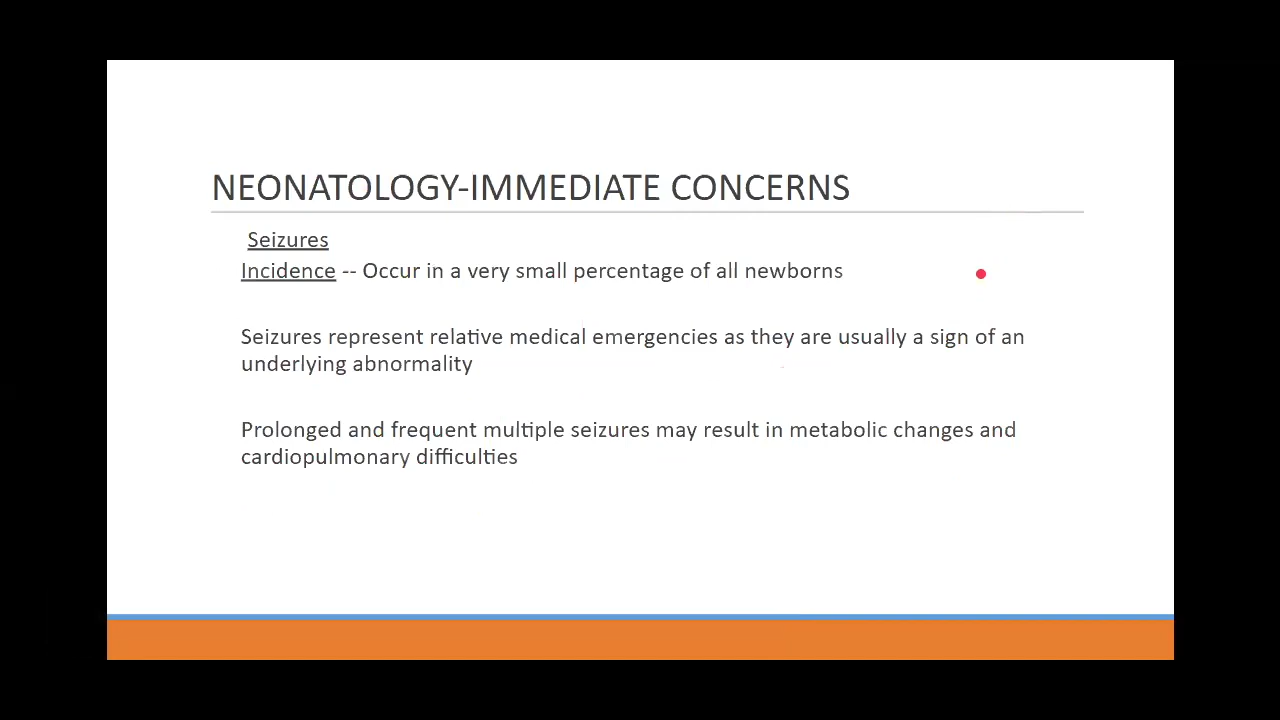 NEONATOLOGY-IMMEDIATE CONCERNS
Seizures
Incidence -- Occur in a very small percentage of all newborns
Seizures represent relative medical emergencies as they are usually a sign of an
underlying abnormality
Prolonged and frequent multiple seizures may result in metabolic changes and
cardiopulmonary difficulties